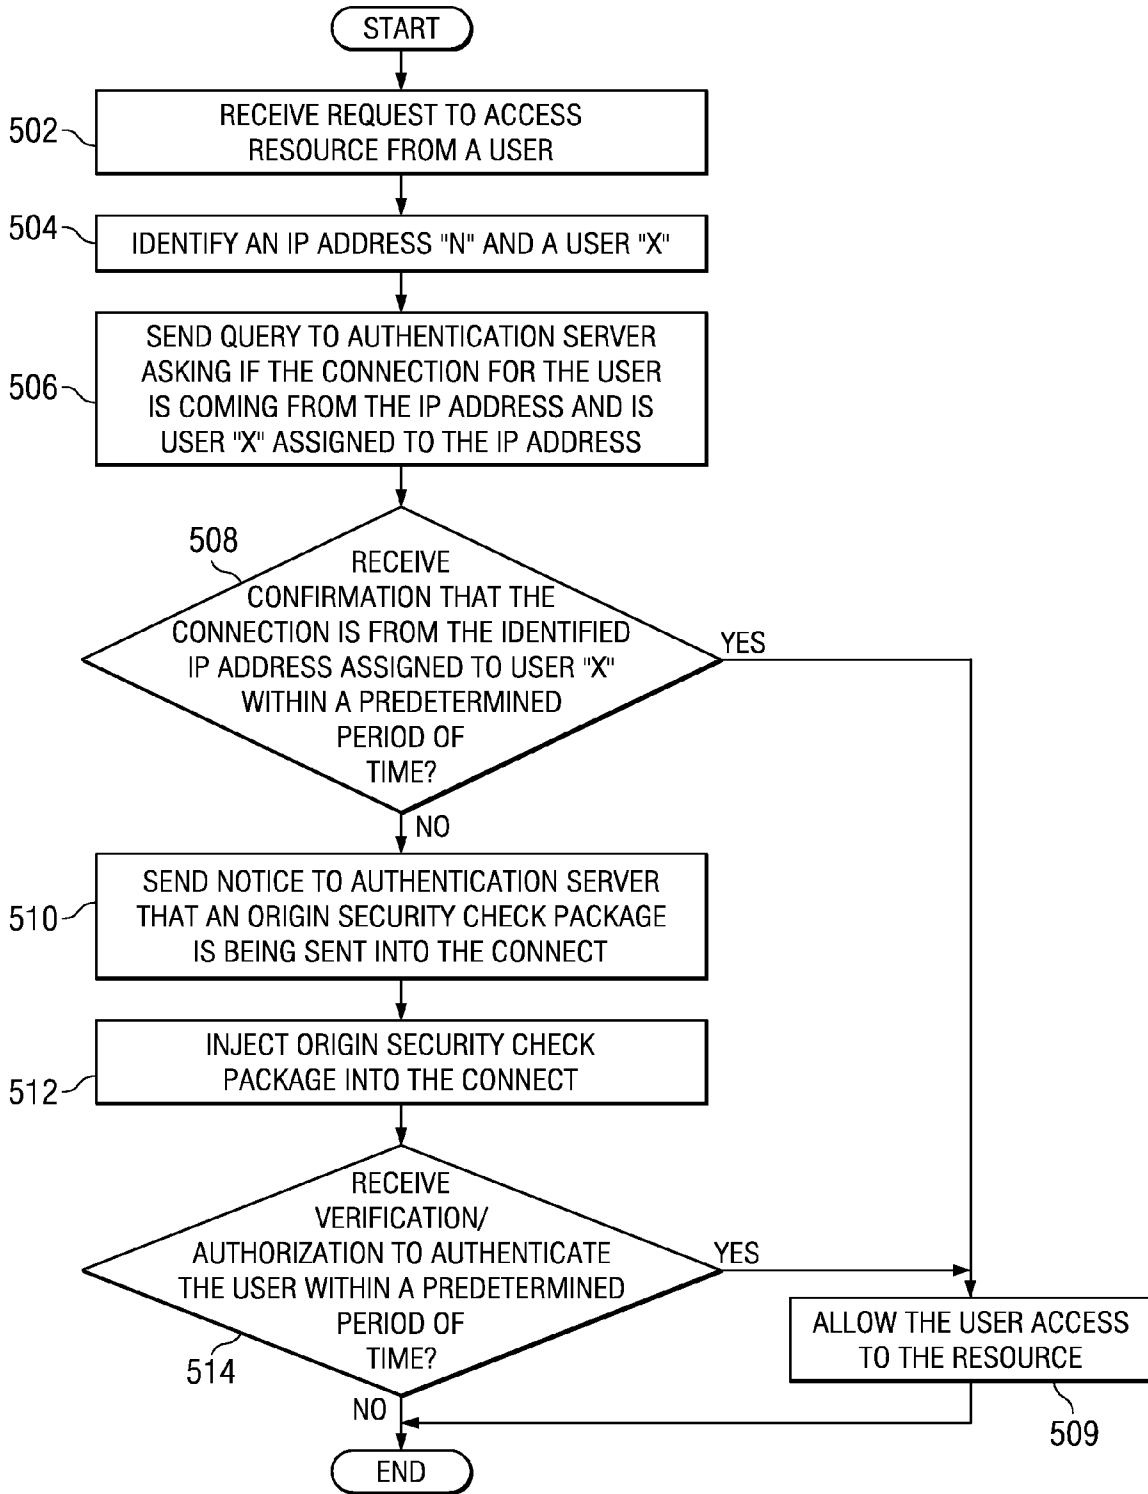 START
502
RECEIVE REQUEST TO ACCESS
RESOURCE FROM A USER
504
IDENTIFY AN IP ADDRESS "N" AND A USER "X"
506
SEND QUERY TO AUTHENTICATION SERVER
ASKING IF THE CONNECTION FOR THE USER
IS COMING FROM THE IP ADDRESS AND IS
USER "X" ASSIGNED TO THE IP ADDRESS
508
RECEIVE
CONFIRMATION THAT THE
CONNECTION IS FROM THE IDENTIFIED
IP ADDRESS ASSIGNED TO USER "X"
WITHIN A PREDETERMINED
PERIOD OF
TIME?
YES
NO
510
SEND NOTICE TO AUTHENTICATION SERVER
THAT AN ORIGIN SECURITY CHECK PACKAGE
IS BEING SENT INTO THE CONNECT
512
INJECT ORIGIN SECURITY CHECK
PACKAGE INTO THE CONNECT
RECEIVE
VERIFICATION/
AUTHORIZATION TO AUTHENTICATE
THE USER WITHIN A PREDETERMINED
PERIOD OF
TIME?
514
YES
NO
ALLOW THE USER ACCESS
TO THE RESOURCE
509
END